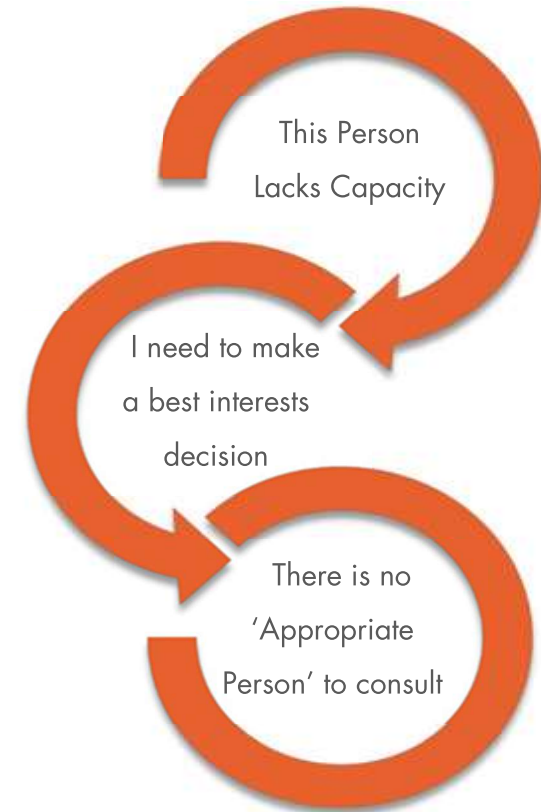 This Person
Lacks Capacity
I need to make
a best interests
decision
There is no
‘Appropriate
Person’ to consult